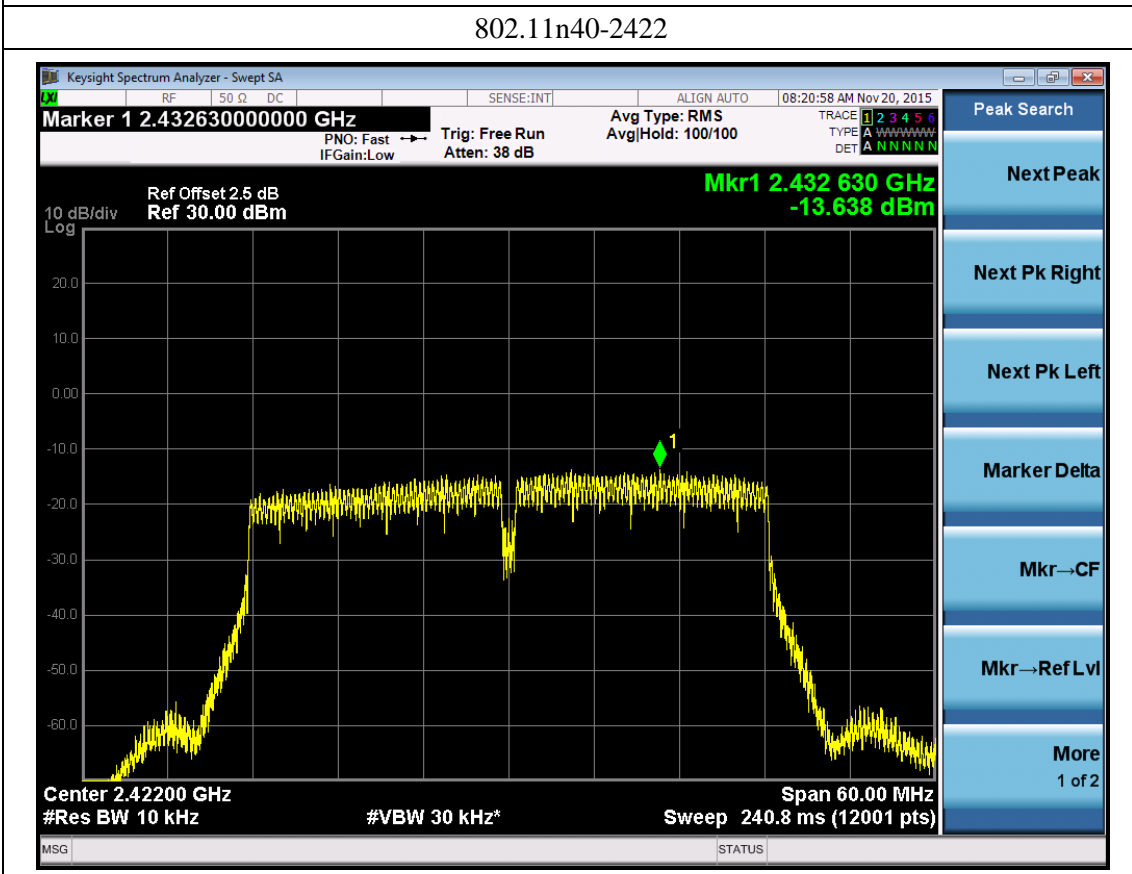 802.11n40-2422
Keysight Spectrum Analyzer - Swept SA
LXI RF 50 Ω DC SENSE:INT ALIGN AUTO 08:20:58 AM Nov 20, 2015
Marker 1 2.432630000000 GHz
PNO: Fast
IFGain:Low
Trig: Free Run
Atten: 38 dB
Avg Type: RMS
Avg|Hold: 100/100
TRACE 1 2 3 4 5 6
TYPE A WWWWW
DET A N N N N N
Mkr1 2.432 630 GHz
-13.638 dBm
Ref Offset 2.5 dB
10 dB/div Ref 30.00 dBm
Log
20.0
10.0
0.00
-10.0
-20.0
-30.0
-40.0
-50.0
-60.0
1
Center 2.42200 GHz Span 60.00 MHz
#Res BW 10 kHz #VBW 30 kHz* Sweep 240.8 ms (12001 pts)
MSG STATUS
Peak Search
Next Peak
Next Pk Right
Next Pk Left
Marker Delta
Mkr→CF
Mkr→Ref Lvl
More
1 of 2